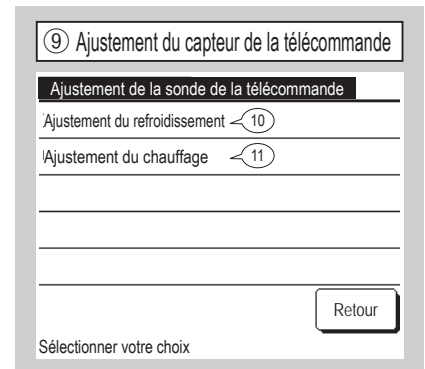 ⑨ Ajustement du capteur de la télécommande
Ajustement de la sonde de la télécommande
Ajustement du refroidissement 10
Ajustement du chauffage 11
Retour
Sélectionner votre choix